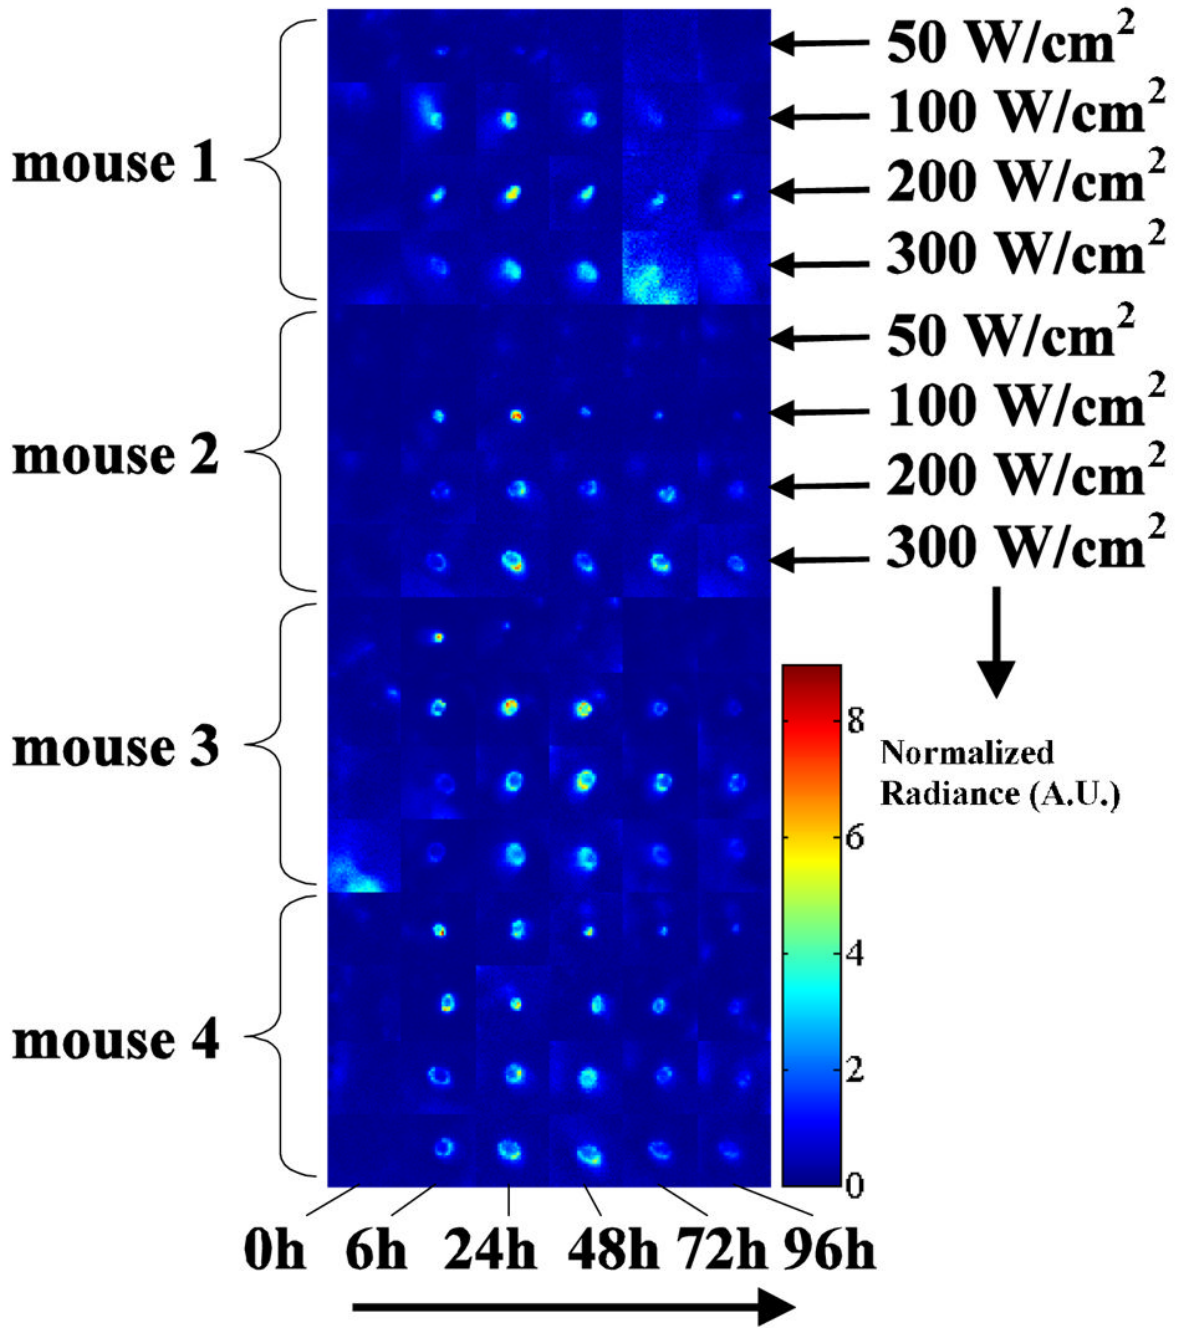 50 W/cm²
100 W/cm²
mouse 1
200 W/cm²
300 W/cm²
50 W/cm²
100 W/cm²
mouse 2
200 W/cm²
300 W/cm²
mouse 3
8
Normalized
Radiance (A.U.)
6
4
mouse 4
2
0
0h 6h 24h 48h 72h 96h